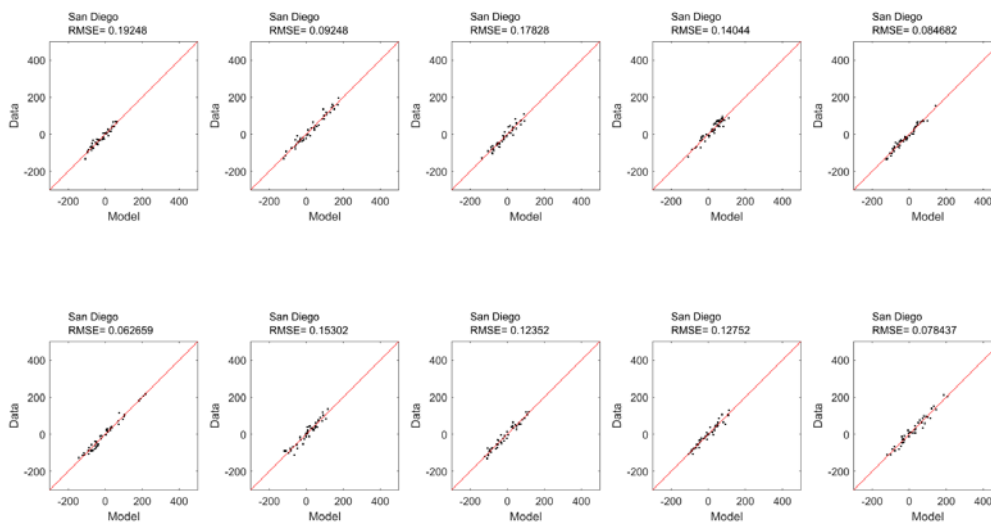 San Diego
RMSE= 0.19248
400
200
0
-200
Data
-200 0 200 400
Model
San Diego
RMSE= 0.09248
400
200
0
-200
Data
-200 0 200 400
Model
San Diego
RMSE= 0.17828
400
200
0
-200
Data
-200 0 200 400
Model
San Diego
RMSE= 0.14044
400
200
0
-200
Data
-200 0 200 400
Model
San Diego
RMSE= 0.084682
400
200
0
-200
Data
-200 0 200 400
Model
San Diego
RMSE= 0.062659
400
200
0
-200
Data
-200 0 200 400
Model
San Diego
RMSE= 0.15302
400
200
0
-200
Data
-200 0 200 400
Model
San Diego
RMSE= 0.12352
400
200
0
-200
Data
-200 0 200 400
Model
San Diego
RMSE= 0.12752
400
200
0
-200
Data
-200 0 200 400
Model
San Diego
RMSE= 0.078437
400
200
0
-200
Data
-200 0 200 400
Model